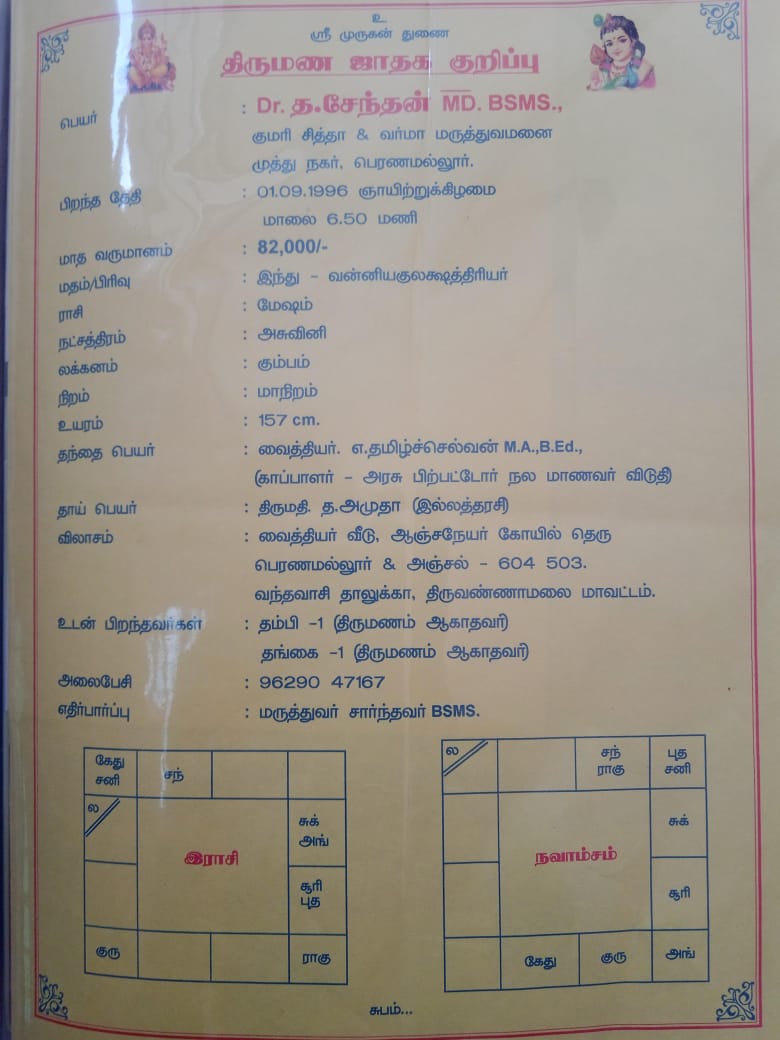 உ
ஸ்ரீ முருகன் துணை
திருமண ஜாதக குறிப்பு
பெயர் : Dr. த.சேந்தன் MD. BSMS.,
குமரி சித்தா & வர்மா மருத்துவமனை
முத்து நகர், பெரணமல்லூர்.
பிறந்த தேதி : 01.09.1996 ஞாயிற்றுக்கிழமை
மாலை 6.50 மணி
மாத வருமானம் : 82,000/-
மதம்/பிரிவு : இந்து - வன்னியகுலக்ஷத்திரியர்
ராசி : மேஷம்
நட்சத்திரம் : அசுவினி
லக்கனம் : கும்பம்
நிறம் : மாநிறம்
உயரம் : 157 cm.
தந்தை பெயர் : வைத்தியர். எ.தமிழ்ச்செல்வன் M.A.,B.Ed.,
(காப்பாளர் - அரசு பிற்பட்டோர் நல மாணவர் விடுதி)
தாய் பெயர் : திருமதி. த.அமுதா (இல்லத்தரசி)
விலாசம் : வைத்தியர் வீடு, ஆஞ்சநேயர் கோயில் தெரு
பெரணமல்லூர் & அஞ்சல் - 604 503.
வந்தவாசி தாலுக்கா, திருவண்ணாமலை மாவட்டம்.
உடன் பிறந்தவர்கள் : தம்பி -1 (திருமணம் ஆகாதவர்)
தங்கை -1 (திருமணம் ஆகாதவர்)
அலைபேசி : 96290 47167
எதிர்பார்ப்பு : மருத்துவர் சார்ந்தவர் BSMS.
கேது சனி
சந்
ல
சுக் அங்
இராசி
சூரி புத
குரு
ராகு
ல
சந் ராகு
புத சனி
சுக்
நவாம்சம்
சூரி
கேது
குரு
அங்
சுபம்...